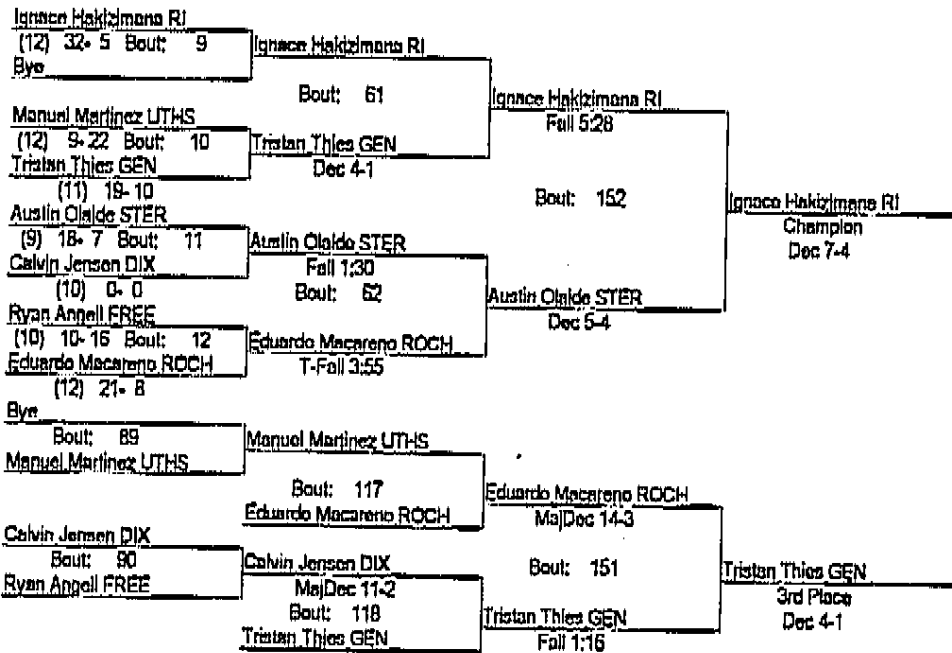 Ignace Hakizimana RI
(12) 32- 5 Bout: 9
Bye
Ignace Hakizimana RI
Bout: 61
Manuel Martinez UTHS
(12) 9- 22 Bout: 10
Tristan Thies GEN
(11) 19- 10
Tristan Thies GEN
Dec 4-1
Ignace Hakizimana RI
Fall 5:28
Austin Olalde STER
(9) 18- 7 Bout: 11
Calvin Jensen DIX
(10) 0- 0
Austin Olalde STER
Fall 1:30
Bout: 62
Ryan Angell FREE
(10) 10- 16 Bout: 12
Eduardo Macareno ROCH
(12) 21- 8
Eduardo Macareno ROCH
T-Fall 3:55
Austin Olalde STER
Dec 5-4
Bout: 152
Ignace Hakizimana RI
Champion
Dec 7-4
Bye
Bout: 89
Manuel Martinez UTHS
Manuel Martinez UTHS
Bout: 117
Eduardo Macareno ROCH
Eduardo Macareno ROCH
MajDec 14-3
Calvin Jensen DIX
Bout: 90
Ryan Angell FREE
Calvin Jensen DIX
MajDec 11-2
Bout: 118
Tristan Thies GEN
Tristan Thies GEN
Fall 1:16
Bout: 151
Tristan Thies GEN
3rd Place
Dec 4-1